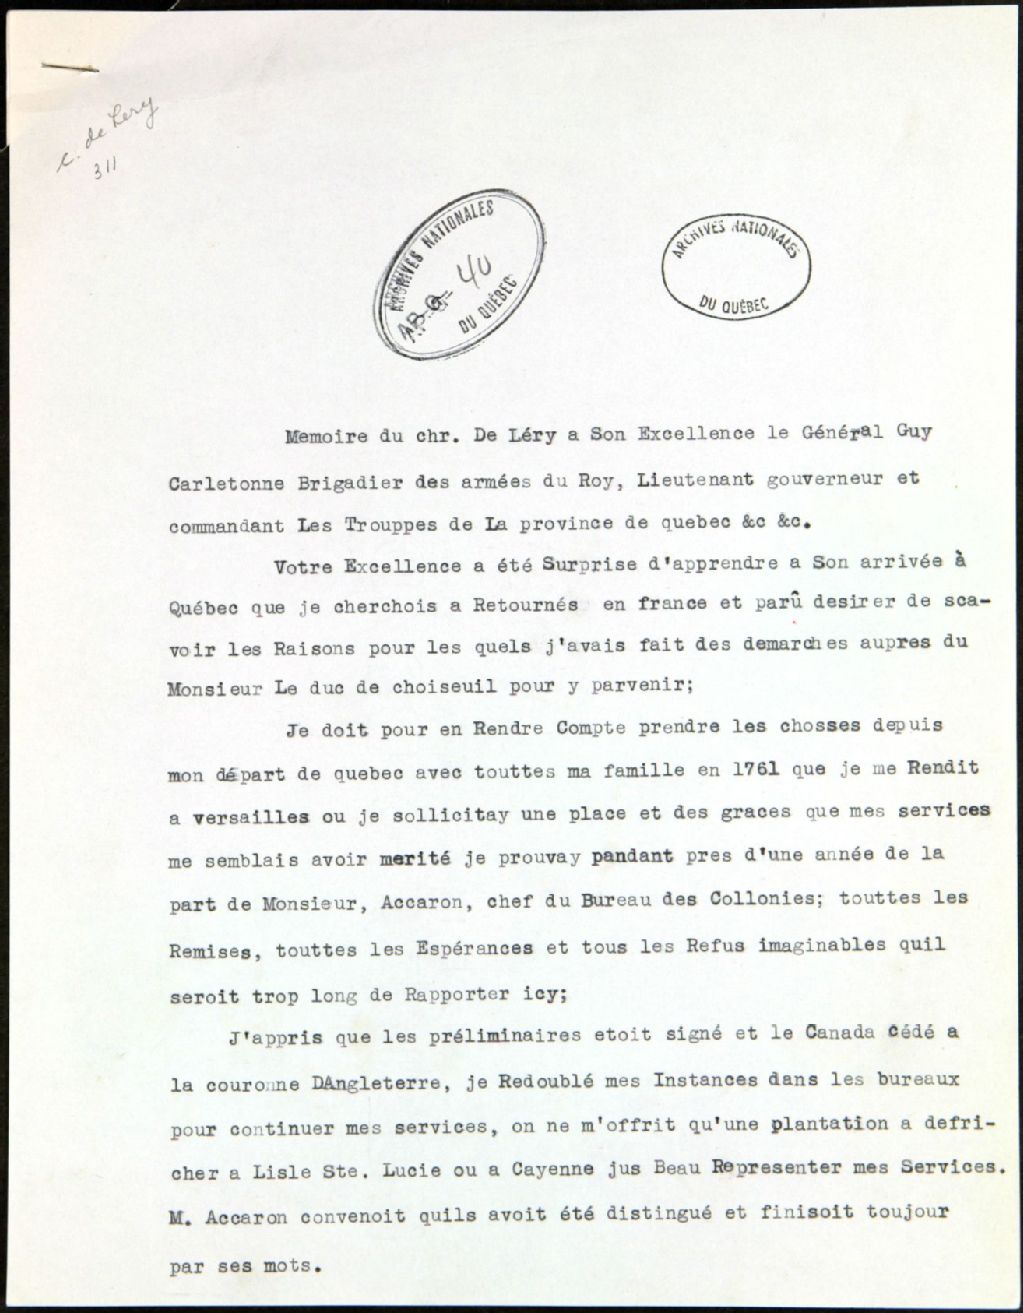 C. de Lery
311
ARCHIVES NATIONALES
AP-G- 40
DU QUÉBEC
ARCHIVES NATIONALES
DU QUÉBEC
Memoire du chr. De Léry a Son Excellence le Général Guy
Carletonne Brigadier des armées du Roy, Lieutenant gouverneur et
commandant Les Trouppes de La province de quebec &c &c.
Votre Excellence a été Surprise d'apprendre a Son arrivée à
Québec que je cherchois a Retournés en france et parû desirer de sca-
voir les Raisons pour les quels j'avais fait des demarches aupres du
Monsieur Le duc de choiseuil pour y parvenir;
Je doit pour en Rendre Compte prendre les chosses depuis
mon départ de quebec avec touttes ma famille en 1761 que je me Rendit
a versailles ou je sollicitay une place et des graces que mes services
me semblais avoir merité je prouvay pandant pres d'une année de la
part de Monsieur, Accaron, chef du Bureau des Collonies; touttes les
Remises, touttes les Espérances et tous les Refus imaginables quil
seroit trop long de Rapporter icy;
J'appris que les préliminaires etoit signé et le Canada cédé a
la couronne DAngleterre, je Redoublé mes Instances dans les bureaux
pour continuer mes services, on ne m'offrit qu'une plantation a defri-
cher a Lisle Ste. Lucie ou a Cayenne jus Beau Representer mes Services.
M. Accaron convenoit quils avoit été distingué et finisoit toujour
par ses mots.